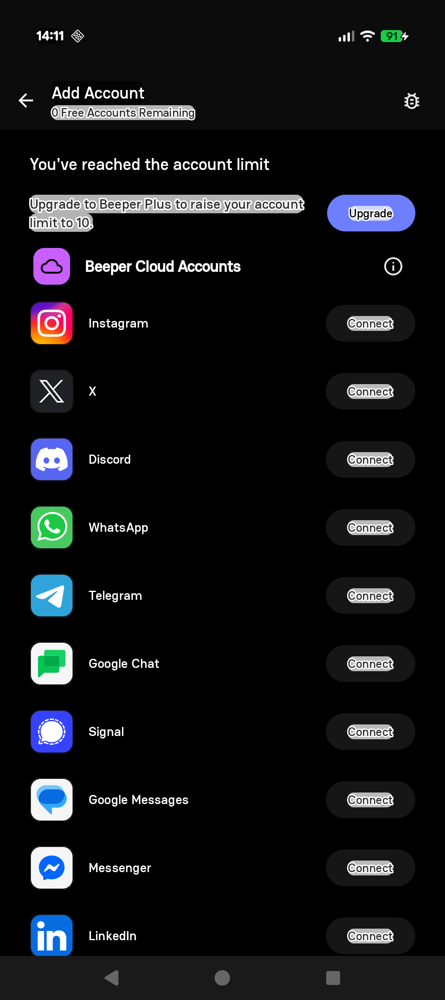 14:11
91
Add Account
0 Free Accounts Remaining
You've reached the account limit
Upgrade to Beeper Plus to raise your account
limit to 10.
Upgrade
Beeper Cloud Accounts
Instagram
Connect
X
Connect
Discord
Connect
WhatsApp
Connect
Telegram
Connect
Google Chat
Connect
Signal
Connect
Google Messages
Connect
Messenger
Connect
LinkedIn
Connect